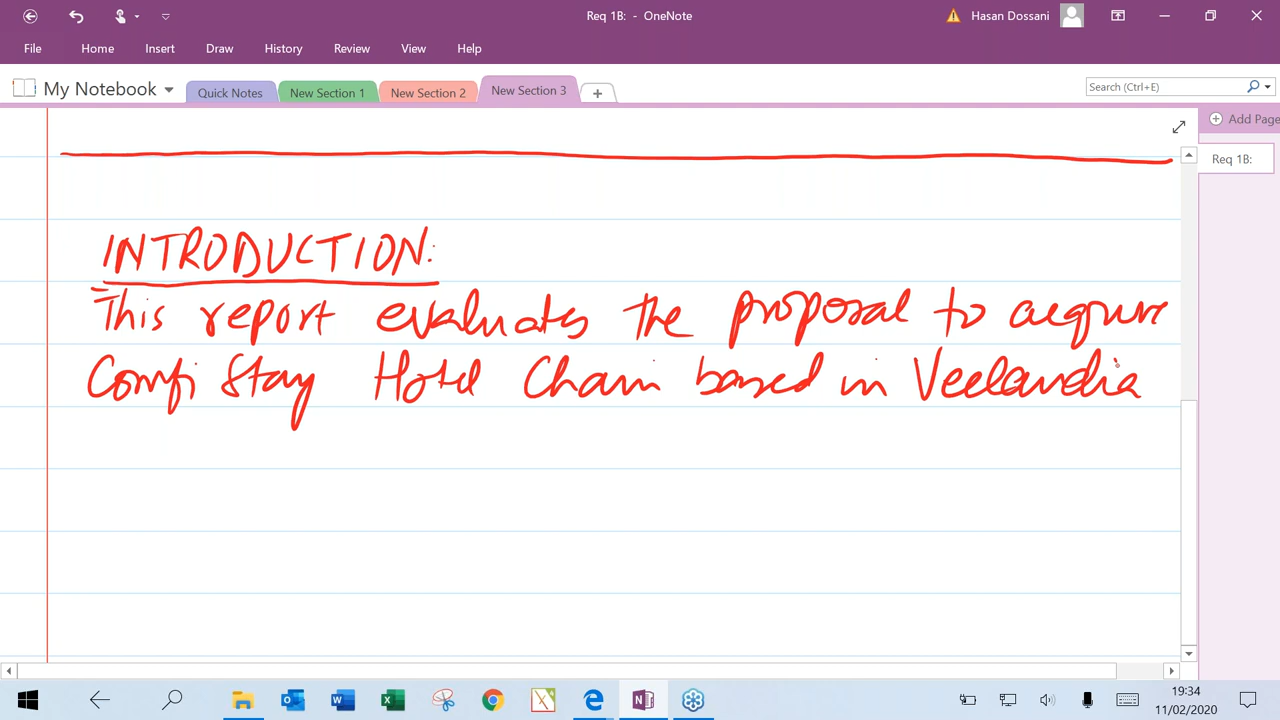 Req 1B: - OneNote
Hasan Dossani
File Home Insert Draw History Review View Help
My Notebook
Quick Notes
New Section 1
New Section 2
New Section 3
Search (Ctrl+E)
Add Page
Req 1B:
INTRODUCTION:
This report evaluates the proposal to acquire
Comfi Stay Hotel Chain based in Veelandia
19:34
11/02/2020